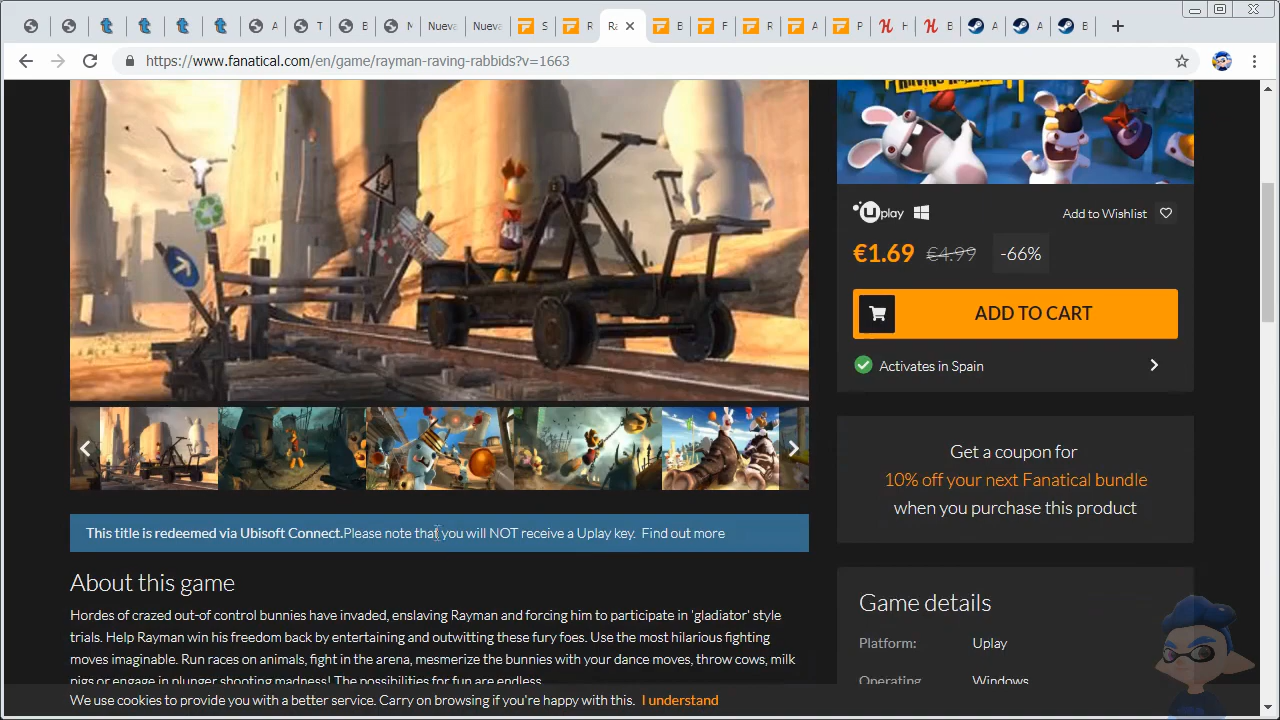 A
T
B
N
Nueva
Nueva
S
R
Ra
B
F
R
A
P
H
B
A
A
B
https://www.fanatical.com/en/game/rayman-raving-rabbids?v=1663
Uplay
Add to Wishlist
€1.69 €4.99 -66%
ADD TO CART
Activates in Spain
Get a coupon for
10% off your next Fanatical bundle
when you purchase this product
This title is redeemed via Ubisoft Connect.Please note that you will NOT receive a Uplay key. Find out more
About this game
Hordes of crazed out-of control bunnies have invaded, enslaving Rayman and forcing him to participate in 'gladiator' style
trials. Help Rayman win his freedom back by entertaining and outwitting these fury foes. Use the most hilarious fighting
moves imaginable. Run races on animals, fight in the arena, mesmerize the bunnies with your dance moves, throw cows, milk
pigs or engage in plunger shooting madness! The possibilities for fun are endless.
Game details
Platform: Uplay
Operating Windows
We use cookies to provide you with a better service. Carry on browsing if you're happy with this. I understand